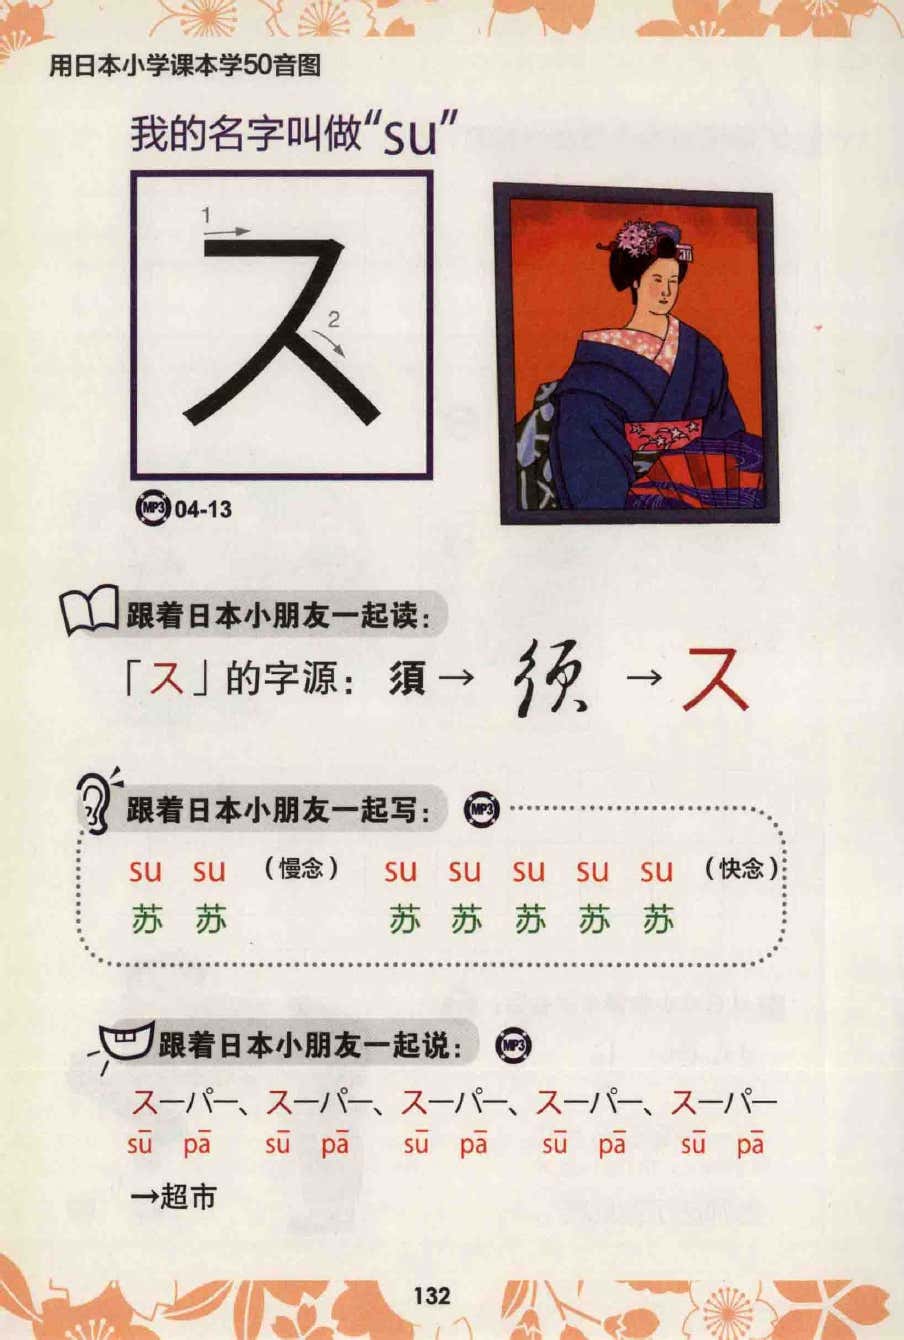 用日本小学课本学50音图
我的名字叫做“su”
1
ス
2
MP3 04-13
跟着日本小朋友一起读：
「ス」的字源： 須→ 须 →ス
跟着日本小朋友一起写： MP3
su su （慢念） su su su su su （快念）
苏 苏 苏 苏 苏 苏 苏
跟着日本小朋友一起说： MP3
スーパー、スーパー、スーパー、スーパー、スーパー
sū pā sū pā sū pā sū pā sū pā
→超市
132